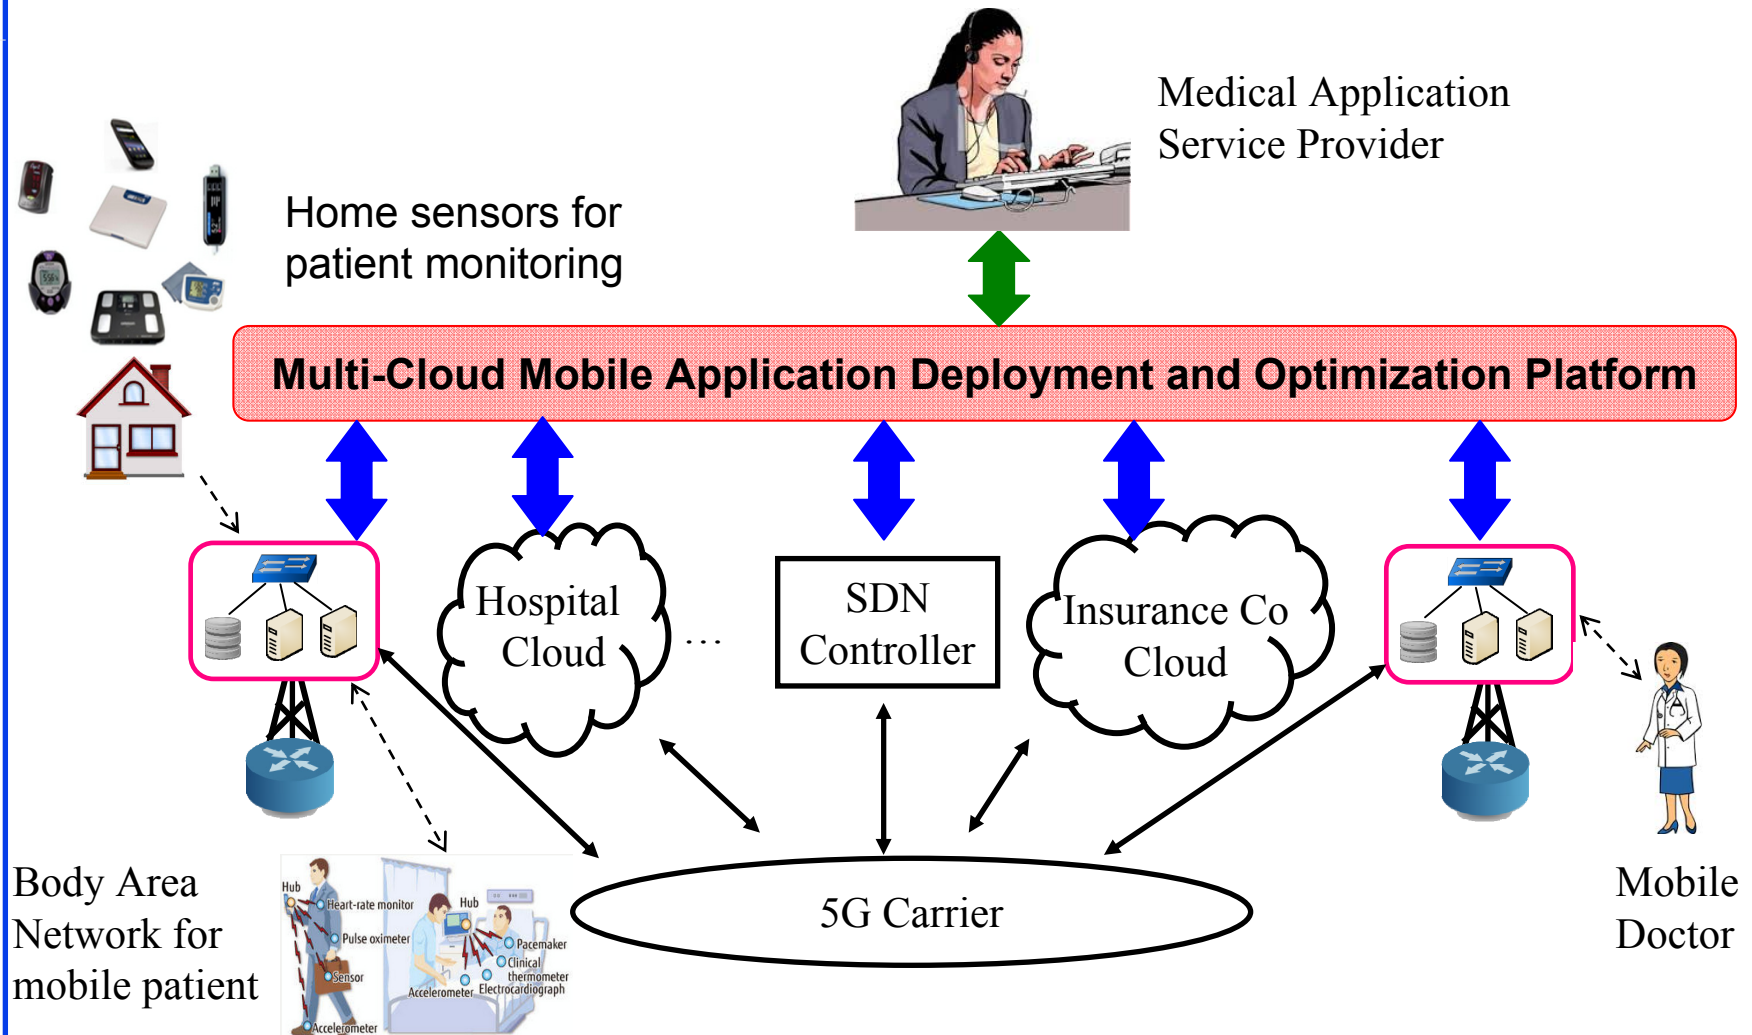 Medical Application
Service Provider
Home sensors for
patient monitoring
Multi-Cloud Mobile Application Deployment and Optimization Platform
Hospital
Cloud
...
SDN
Controller
Insurance Co
Cloud
5G Carrier
Body Area
Network for
mobile patient
Hub
Heart-rate monitor
Pulse oximeter
Sensor
Accelerometer
Hub
Pacemaker
Clinical
thermometer
Accelerometer
Electrocardiograph
Mobile
Doctor